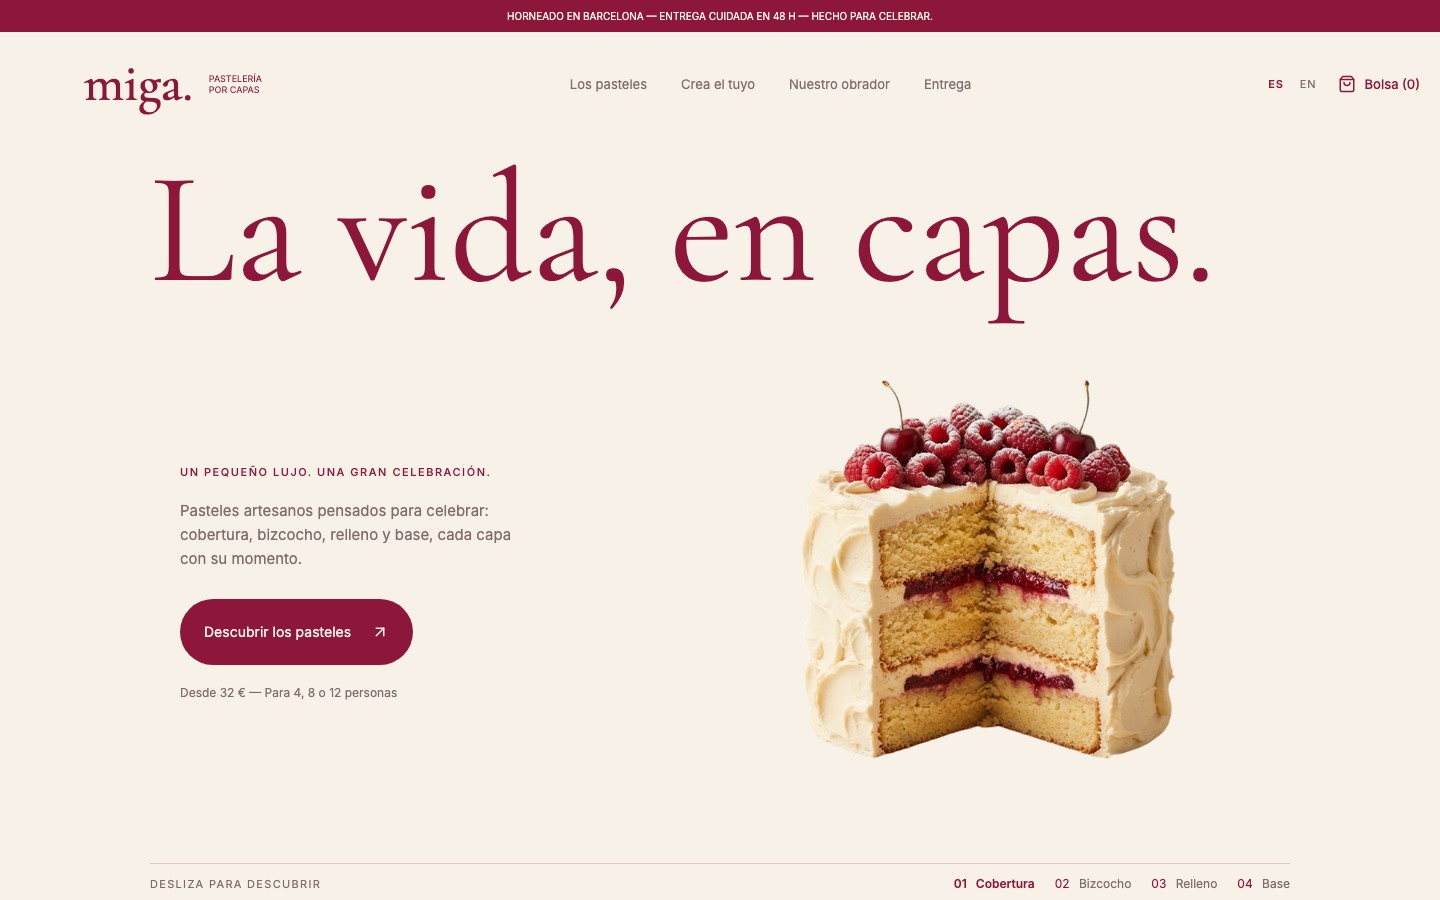 HORNEADO EN BARCELONA — ENTREGA CUIDADA EN 48 H — HECHO PARA CELEBRAR.
miga.
PASTELERÍA
POR CAPAS
Los pasteles
Crea el tuyo
Nuestro obrador
Entrega
ES
EN
Bolsa (0)
La vida, en capas.
UN PEQUEÑO LUJO. UNA GRAN CELEBRACIÓN.
Pasteles artesanos pensados para celebrar:
cobertura, bizcocho, relleno y base, cada capa
con su momento.
Descubrir los pasteles
Desde 32 € — Para 4, 8 o 12 personas
DESLIZA PARA DESCUBRIR
01 Cobertura
02 Bizcocho
03 Relleno
04 Base